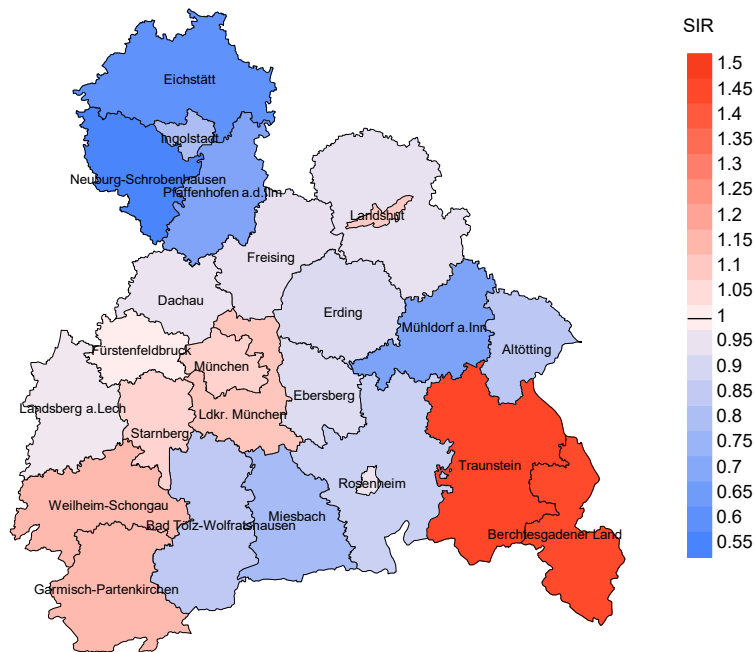 SIR
1.5
1.45
1.4
1.35
1.3
1.25
1.2
1.15
1.1
1.05
1
0.95
0.9
0.85
0.8
0.75
0.7
0.65
0.6
0.55
Eichstätt
Ingolstadt
Neuburg-Schrobenhausen
Pfaffenhofen a.d.Ilm
Landshut
Freising
Dachau
Erding
Mühldorf a.Inn
Altötting
Fürstenfeldbruck
München
Ebersberg
Landsberg a.Lech
Starnberg
Ldkr. München
Traunstein
Rosenheim
Weilheim-Schongau
Bad Tölz-Wolfratshausen
Miesbach
Berchtesgadener Land
Garmisch-Partenkirchen